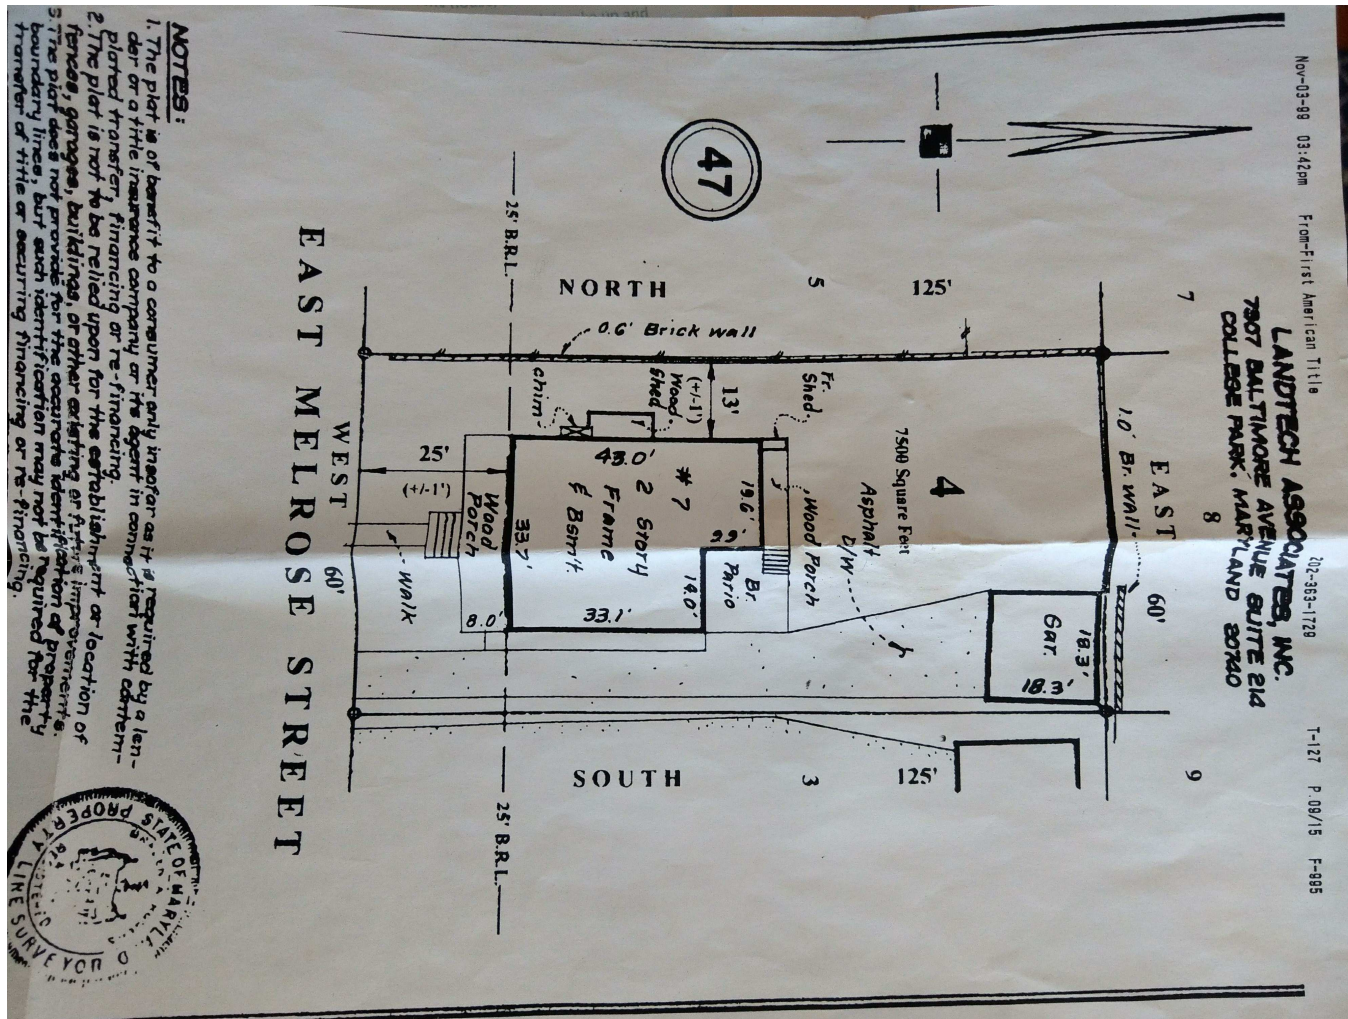 Nov-03-99 03:42pm From-First American Title 202-363-1729 T-127 P.09/15 F-995
LANDTECH ASSOCIATES, INC.
7307 BALTIMORE AVENUE SUITE 214
COLLEGE PARK, MARYLAND 20740
7
8
9
EAST
60'
1.0' Br. wall
125'
5
NORTH
47
4
7500 Square Feet
Asphalt
D/W
Gar.
18.3'
18.3'
Fr.
Shed
Wood Porch
Br.
Patio
13'
(+/-1')
Wood
Shed
0.6' Brick wall
chim
19.6'
9.9'
14.0'
43.0'
# 7
2 Story
Frame
& Bsmt.
33.1'
33.7'
125'
3
SOUTH
25' B.R.L.
25' B.R.L.
Wood
Porch
8.0'
25'
(+/-1')
walk
WEST
60'
EAST MELROSE STREET
NOTES:
1. The plat is of benefit to a consumer only insofar as it is required by a len-
der or a title insurance company or its agent in connection with contem-
plated transfer, financing or re-financing.
2. The plat is not to be relied upon for the establishment or location of
fences, garages, buildings, or other existing or future improvements.
3. The plat does not provide for the accurate identification of property
boundary lines, but such identification may not be required for the
transfer of title or securing financing or re-financing.
STATE OF MARYLA
PROPERTY LINE SURVEYOR